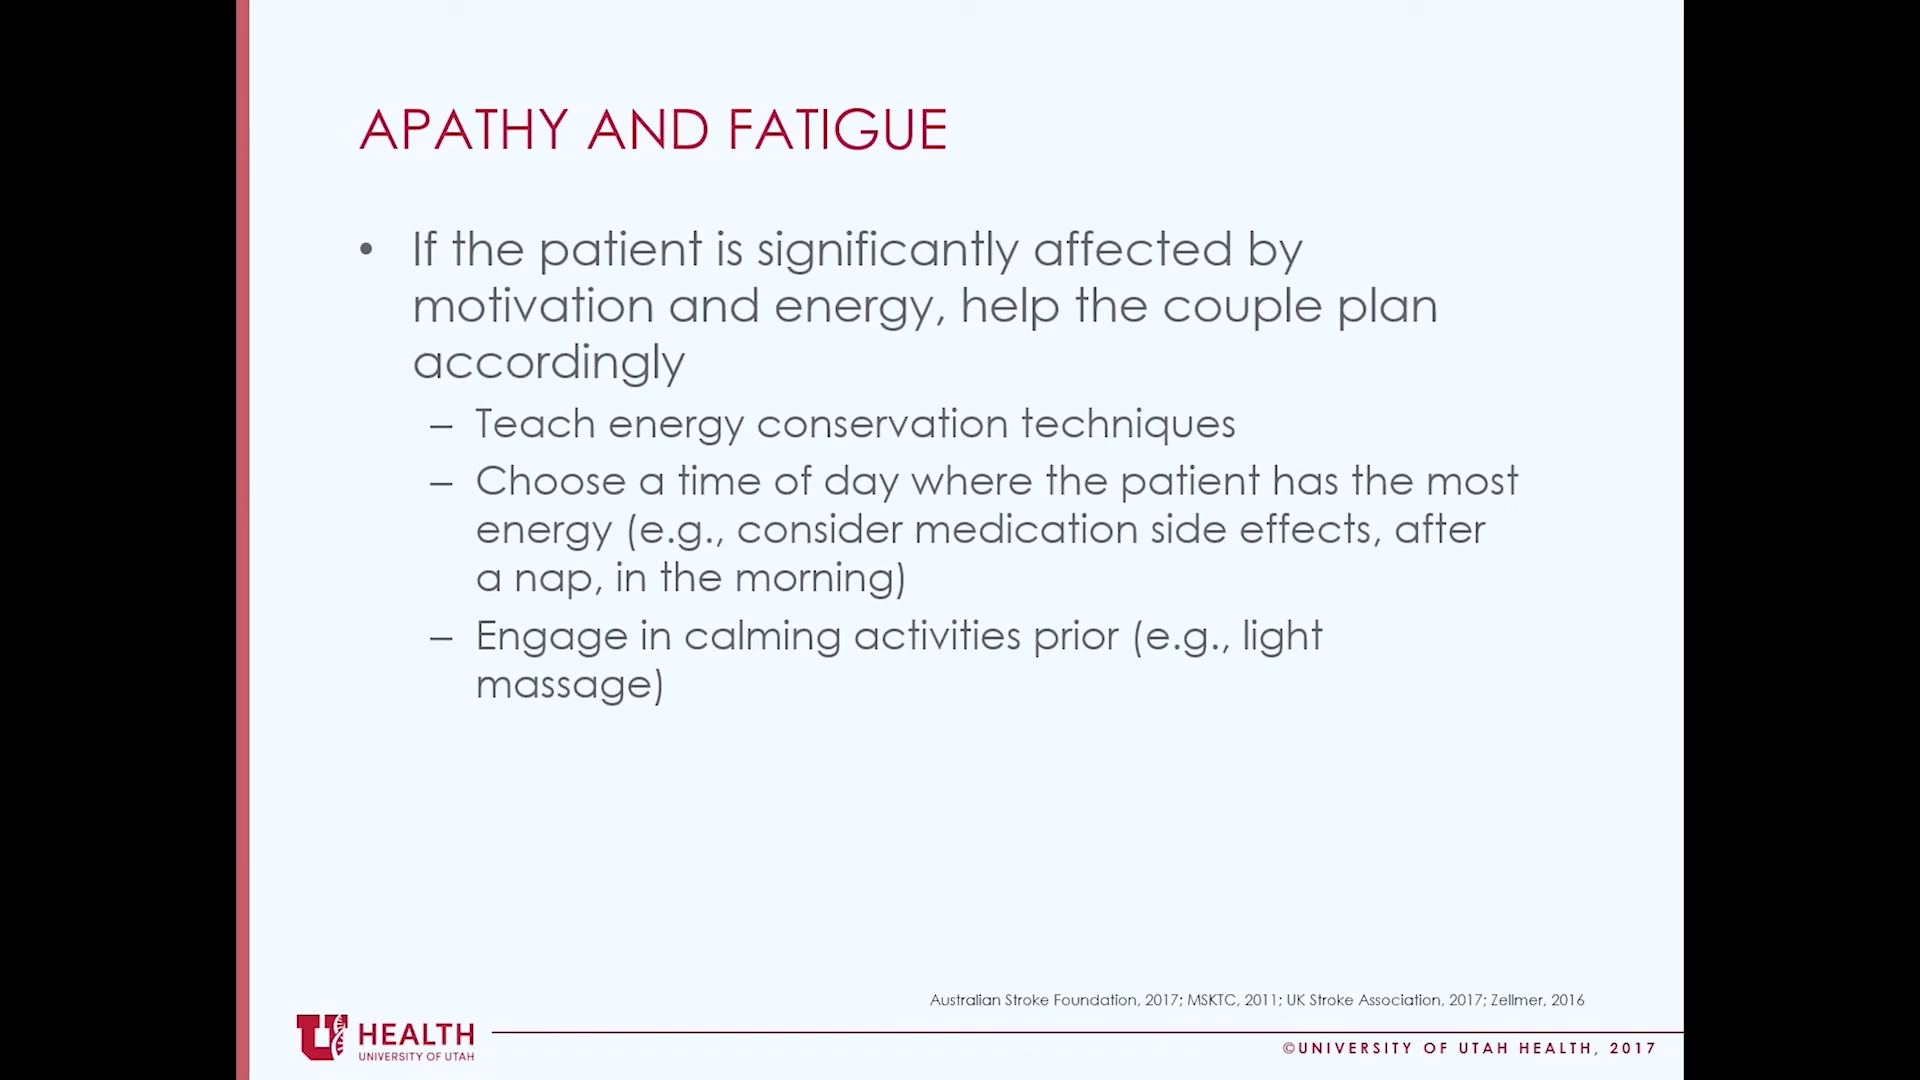 APATHY AND FATIGUE
• If the patient is significantly affected by
motivation and energy, help the couple plan
accordingly
– Teach energy conservation techniques
– Choose a time of day where the patient has the most
energy (e.g., consider medication side effects, after
a nap, in the morning)
– Engage in calming activities prior (e.g., light
massage)
Australian Stroke Foundation, 2017; MSKTC, 2011; UK Stroke Association, 2017; Zellmer, 2016
U HEALTH
UNIVERSITY OF UTAH
©UNIVERSITY OF UTAH HEALTH, 2017